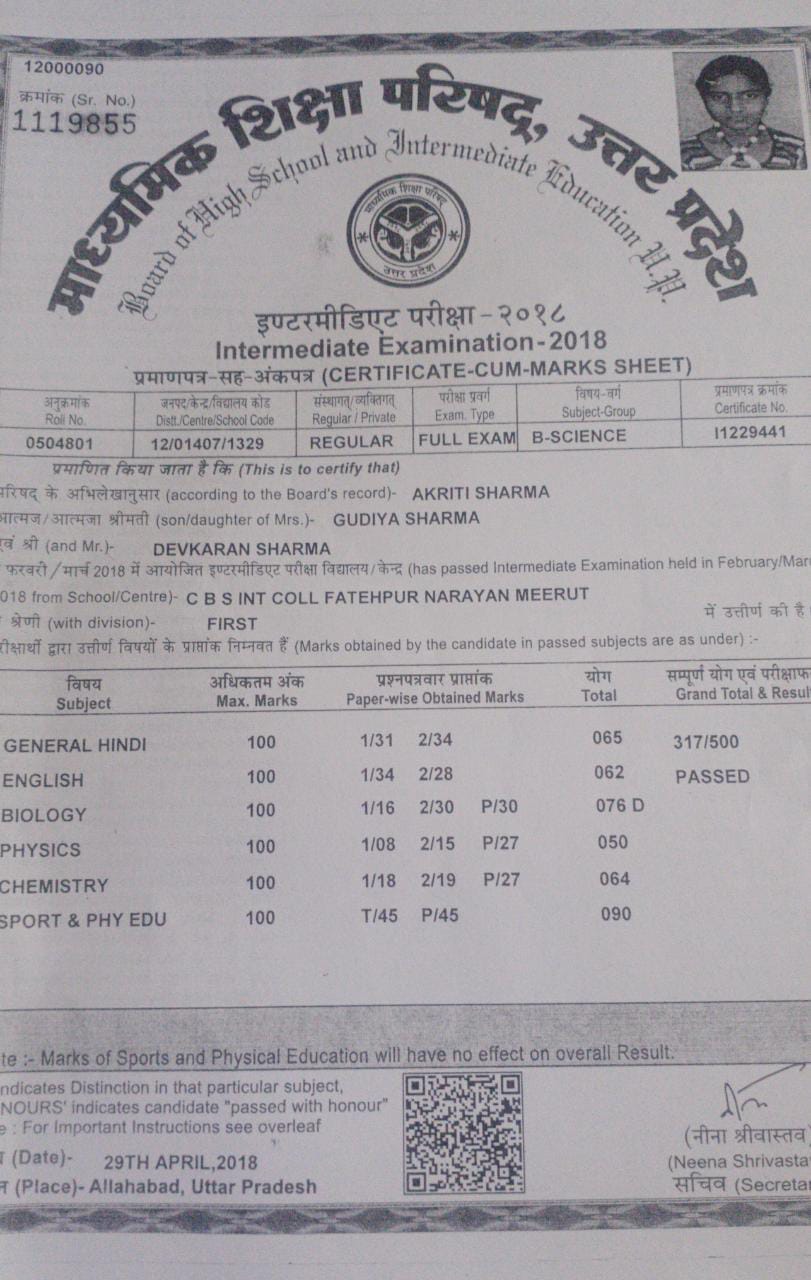 12000090
क्रमांक (Sr. No.)
1119855
माध्यमिक शिक्षा परिषद्, उत्तर प्रदेश
Board of High School and Intermediate Education U.P.
माध्यमिक शिक्षा परिषद
उत्तर प्रदेश
इण्टरमीडिएट परीक्षा - २०१८
Intermediate Examination-2018
प्रमाणपत्र-सह-अंकपत्र (CERTIFICATE-CUM-MARKS SHEET)
अनुक्रमांक जनपद/केन्द्र/विद्यालय कोड संस्थागत्/व्यक्तिगत् परीक्षा प्रवर्ग विषय-वर्ग प्रमाणपत्र क्रमांक
Roll No. Distt./Centre/School Code Regular / Private Exam. Type Subject-Group Certificate No.
0504801 12/01407/1329 REGULAR FULL EXAM B-SCIENCE I1229441
प्रमाणित किया जाता है कि (This is to certify that)
परिषद् के अभिलेखानुसार (according to the Board's record)- AKRITI SHARMA
आत्मज/आत्मजा श्रीमती (son/daughter of Mrs.)- GUDIYA SHARMA
एवं श्री (and Mr.)- DEVKARAN SHARMA
फरवरी/मार्च 2018 में आयोजित इण्टरमीडिएट परीक्षा विद्यालय/केन्द्र (has passed Intermediate Examination held in February/Mar
018 from School/Centre)- C B S INT COLL FATEHPUR NARAYAN MEERUT
श्रेणी (with division)- FIRST में उत्तीर्ण की है
रीक्षार्थी द्वारा उत्तीर्ण विषयों के प्राप्तांक निम्नवत हैं (Marks obtained by the candidate in passed subjects are as under) :-
विषय अधिकतम अंक प्रश्नपत्रवार प्राप्तांक योग सम्पूर्ण योग एवं परीक्षाफ
Subject Max. Marks Paper-wise Obtained Marks Total Grand Total & Resul
GENERAL HINDI 100 1/31 2/34 065 317/500
ENGLISH 100 1/34 2/28 062 PASSED
BIOLOGY 100 1/16 2/30 P/30 076 D
PHYSICS 100 1/08 2/15 P/27 050
CHEMISTRY 100 1/18 2/19 P/27 064
SPORT & PHY EDU 100 T/45 P/45 090
te :- Marks of Sports and Physical Education will have no effect on overall Result.
ndicates Distinction in that particular subject,
NOURS' indicates candidate "passed with honour"
e : For Important Instructions see overleaf
(Date)- 29TH APRIL,2018
न (Place)- Allahabad, Uttar Pradesh
(नीना श्रीवास्तव)
(Neena Shrivasta
सचिव (Secretar